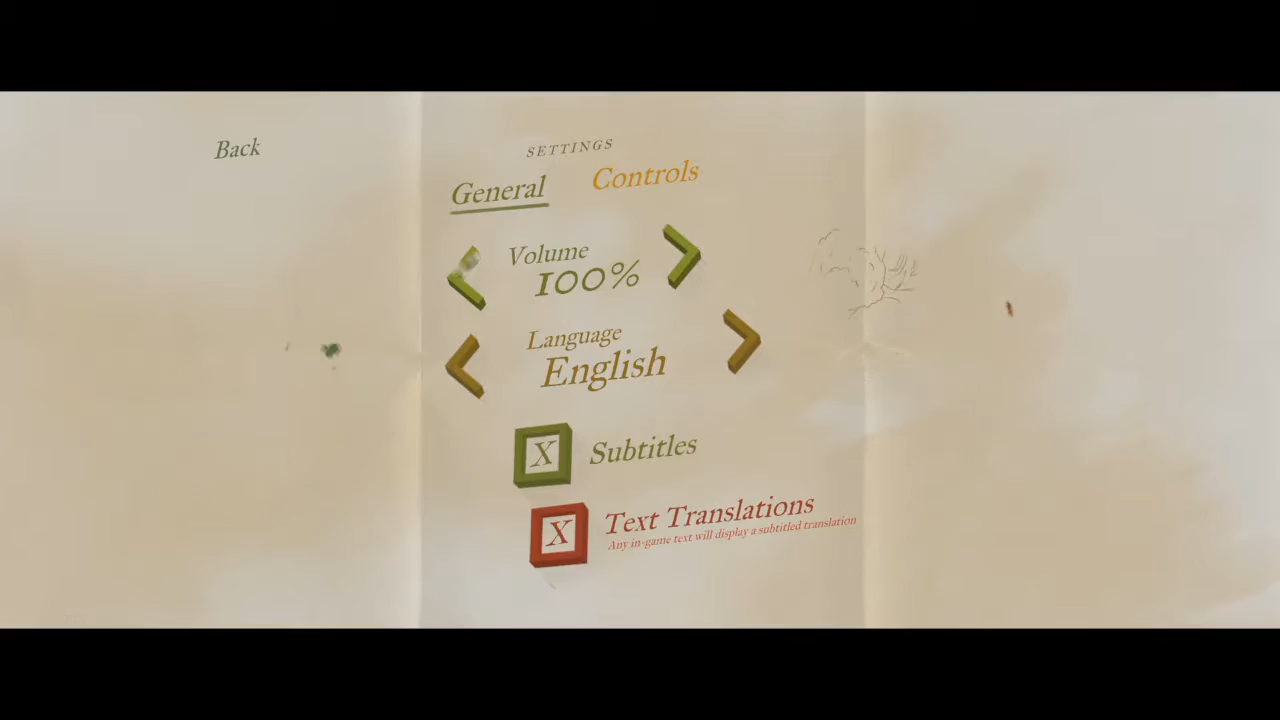 Back
SETTINGS
General
Controls
Volume
100%
Language
English
X
Subtitles
X
Text Translations
Any in-game text will display a subtitled translation